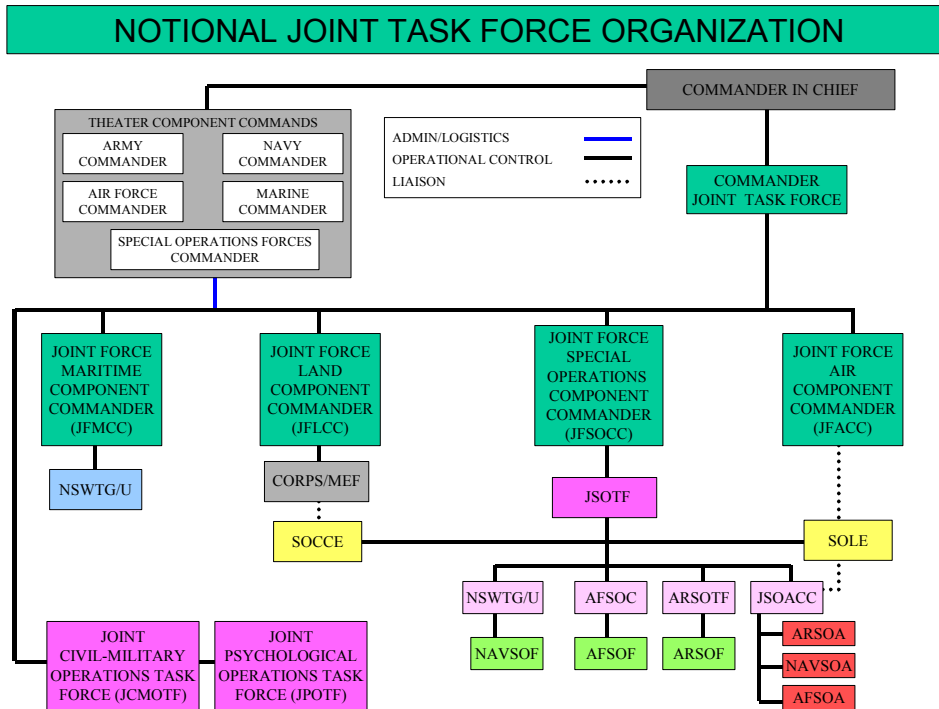 NOTIONAL JOINT TASK FORCE ORGANIZATION
COMMANDER IN CHIEF
THEATER COMPONENT COMMANDS
ARMY
COMMANDER
NAVY
COMMANDER
AIR FORCE
COMMANDER
MARINE
COMMANDER
SPECIAL OPERATIONS FORCES
COMMANDER
ADMIN/LOGISTICS
OPERATIONAL CONTROL
LIAISON
COMMANDER
JOINT TASK FORCE
JOINT FORCE
MARITIME
COMPONENT
COMMANDER
(JFMCC)
JOINT FORCE
LAND
COMPONENT
COMMANDER
(JFLCC)
JOINT FORCE
SPECIAL
OPERATIONS
COMPONENT
COMMANDER
(JFSOCC)
JOINT FORCE
AIR
COMPONENT
COMMANDER
(JFACC)
NSWTG/U
CORPS/MEF
JSOTF
SOCCE
SOLE
NSWTG/U
AFSOC
ARSOTF
JSOACC
NAVSOF
AFSOF
ARSOF
ARSOA
NAVSOA
AFSOA
JOINT
CIVIL-MILITARY
OPERATIONS TASK
FORCE (JCMOTF)
JOINT
PSYCHOLOGICAL
OPERATIONS TASK
FORCE (JPOTF)